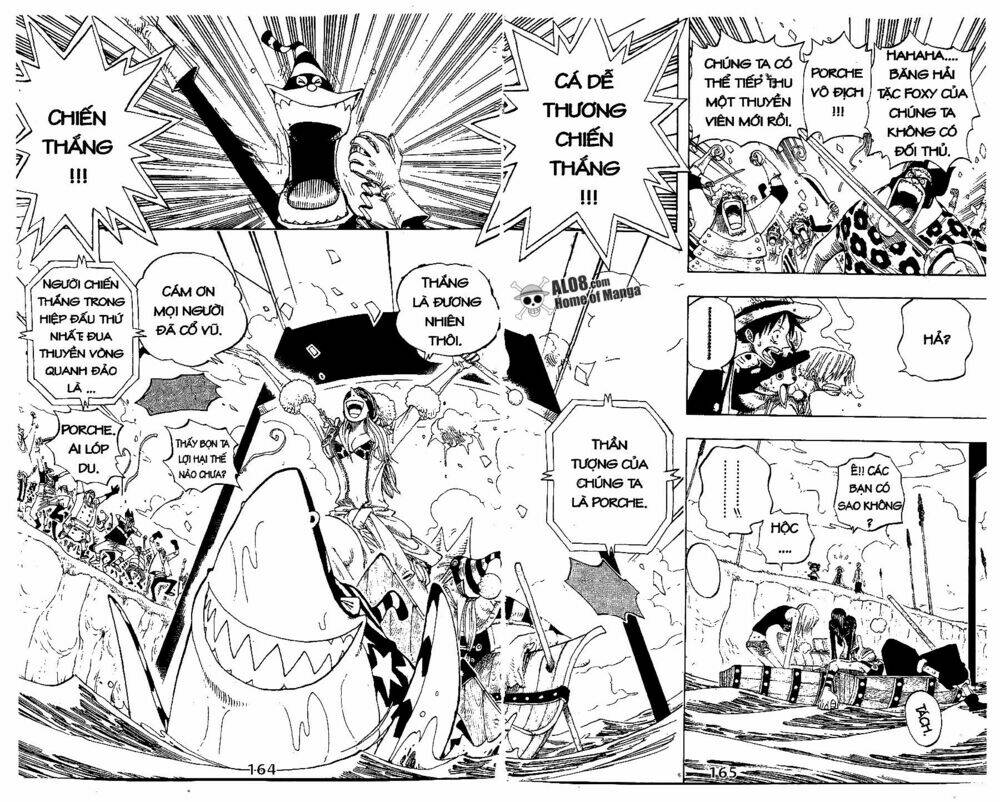 CHIẾN
THẮNG
!!!
CÁ DỄ
THƯƠNG
CHIẾN
THẮNG
!!!
NGƯỜI CHIẾN
THẮNG TRONG
HIỆP ĐẤU THỨ
NHẤT: ĐUA
THUYỀN VÒNG
QUANH ĐẢO
LÀ ...
CÁM ƠN
MỌI NGƯỜI
ĐÃ CỔ VŨ.
THẮNG
LÀ ĐƯƠNG
NHIÊN
THÔI.
AL08.com
Home of Manga
PORCHE.
AI LÓP
DU.
THẤY BỌN TA
LỢI HẠI THẾ
NÀO CHƯA?
THẦN
TƯỢNG CỦA
CHÚNG TA
LÀ PORCHE.
164
CHÚNG TA CÓ
THỂ TIẾP THU
MỘT THUYỀN
VIÊN MỚI RỒI.
PORCHE
VÔ ĐỊCH
!!!
HAHAHA....
BĂNG HẢI
TẶC FOXY CỦA
CHÚNG TA
KHÔNG CÓ
ĐỐI THỦ.
HẢ?
Ê!! CÁC
BẠN CÓ
SAO KHÔNG
?
HỘC
....
TÁCH.
165